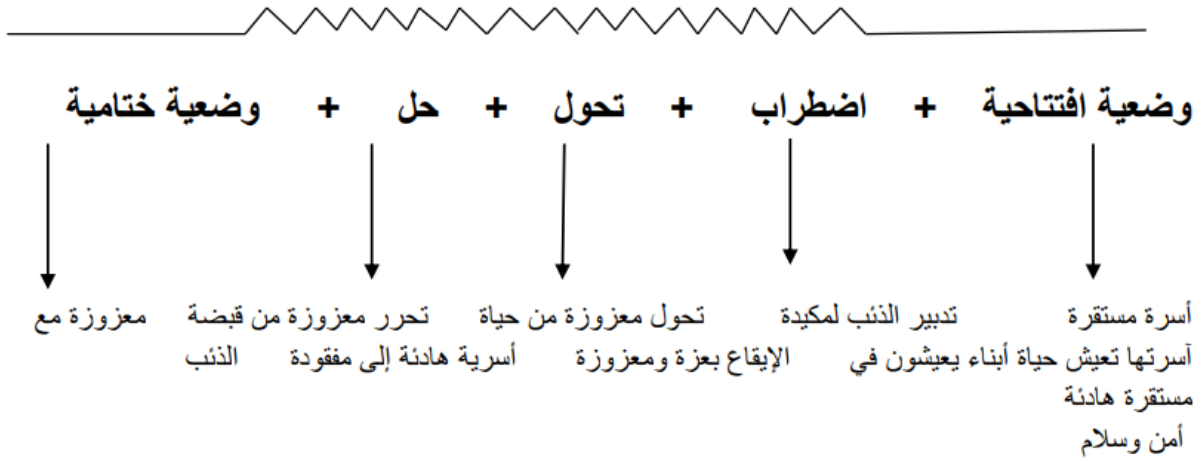 وضعية افتتاحية + اضطراب + تحول + حل + وضعية ختامية
أسرة مستقرة تدبير الذئب لمكيدة تحول معزوزة من حياة تحرر معزوزة من قبضة معزوزة مع
آسرتها تعيش حياة أبناء يعيشون في الإيقاع بعزة ومعزوزة أسرية هادئة إلى مفقودة الذئب
مستقرة هادئة
أمن وسلام